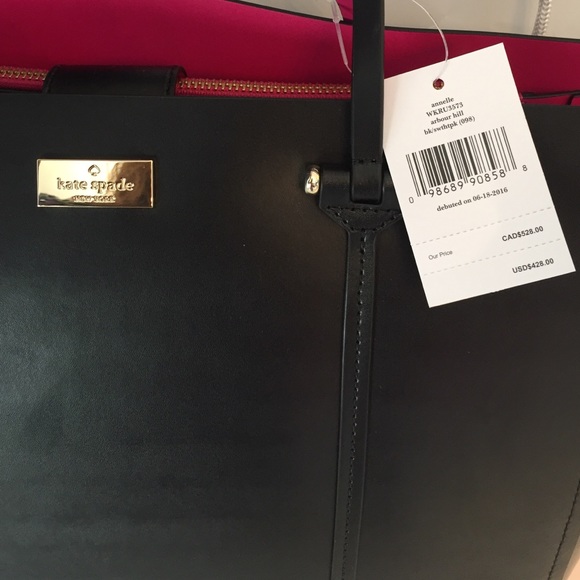 kate spade
NEW YORK
annelle
WKRU3573
arbour hill
bk/swthtpk (098)
0 98689 90858 8
debuted on 06-18-2016
CAD$528.00
Our Price
USD$428.00